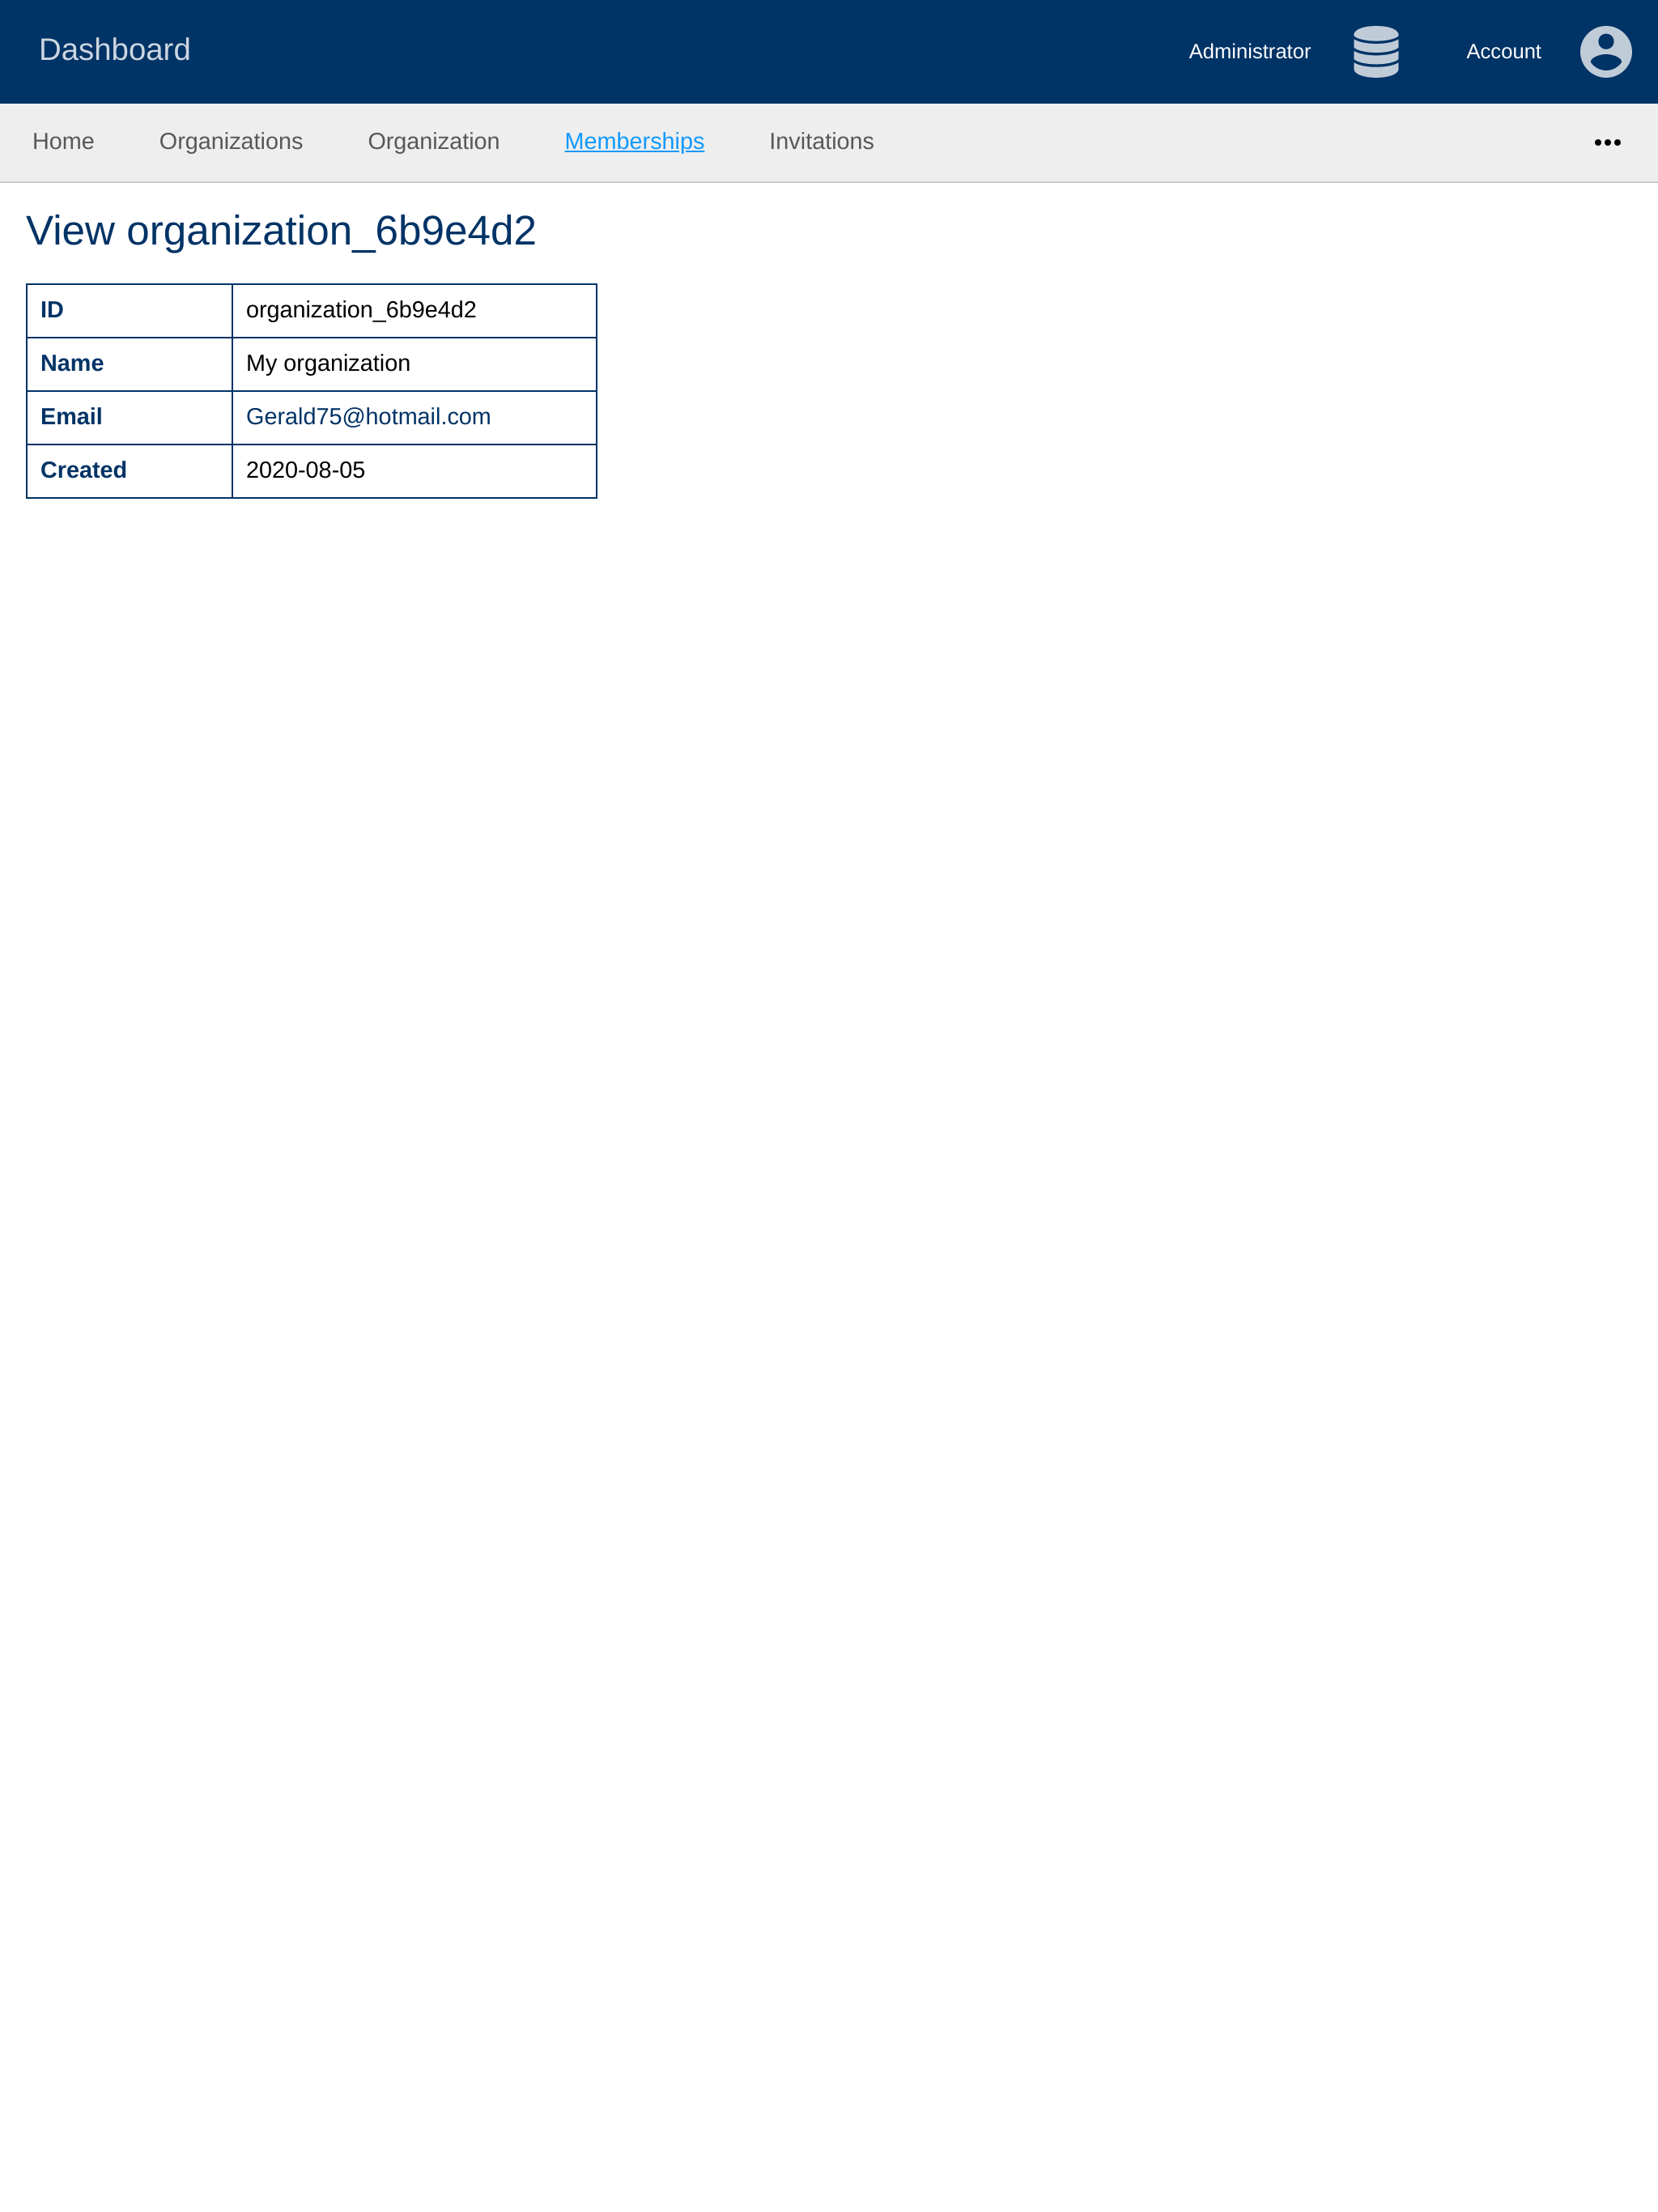 Dashboard
Administrator
Account
Home Organizations Organization Memberships Invitations •••
View organization_6b9e4d2
ID organization_6b9e4d2
Name My organization
Email Gerald75@hotmail.com
Created 2020-08-05